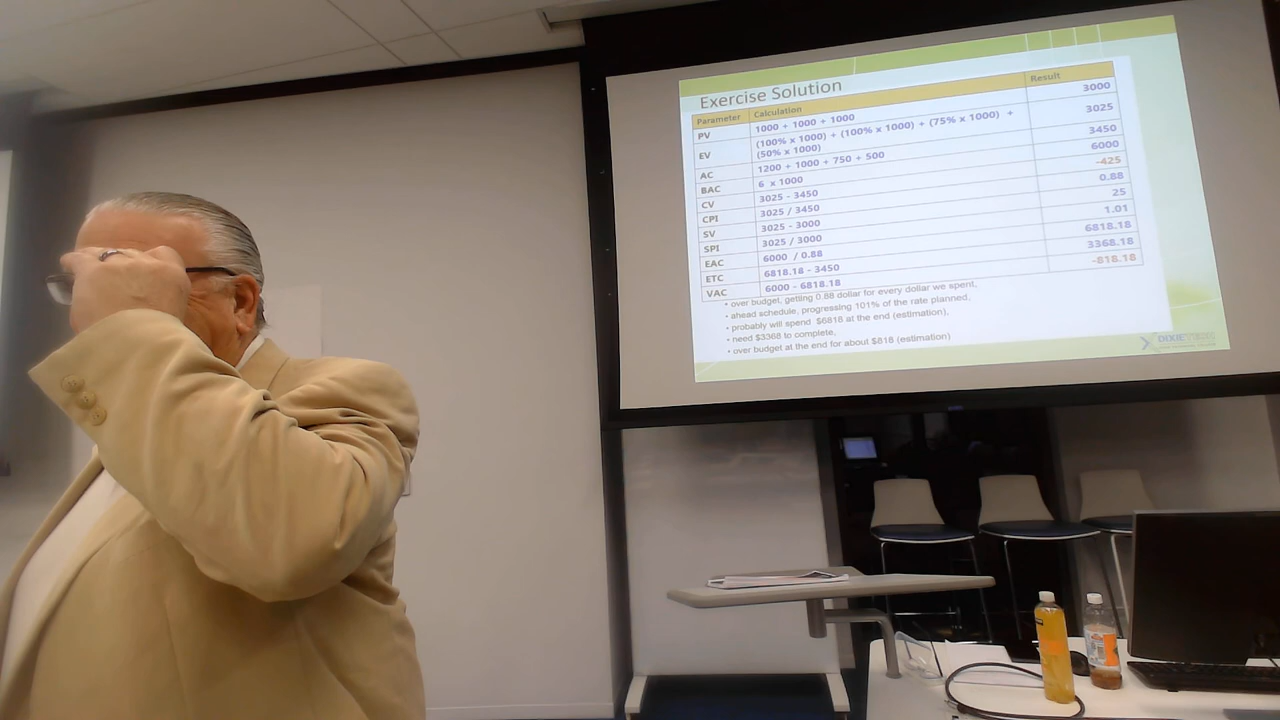 Exercise Solution
Parameter Calculation Result
PV 1000 + 1000 + 1000 3000
EV (100% x 1000) + (100% x 1000) + (75% x 1000) + 3025
(50% x 1000)
AC 1200 + 1000 + 750 + 500 3450
BAC 6 x 1000 6000
CV 3025 - 3450 -425
CPI 3025 / 3450 0.88
SV 3025 - 3000 25
SPI 3025 / 3000 1.01
EAC 6000 / 0.88 6818.18
ETC 6818.18 - 3450 3368.18
VAC 6000 - 6818.18 -818.18
• over budget, getting 0.88 dollar for every dollar we spent,
• ahead schedule, progressing 101% of the rate planned,
• probably will spend $6818 at the end (estimation),
• need $3368 to complete,
• over budget at the end for about $818 (estimation)
DIXIE